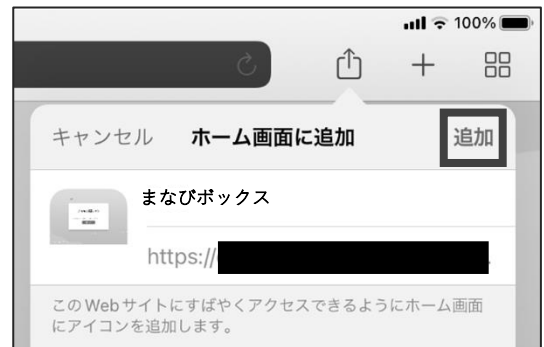 100%
キャンセル ホーム画面に追加 追加
まなびボックス
https://
このWebサイトにすばやくアクセスできるようにホーム画面
にアイコンを追加します。